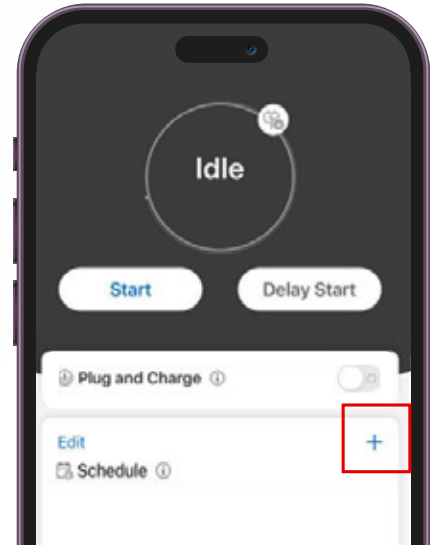 Idle
Start Delay Start
Plug and Charge
Edit +
Schedule